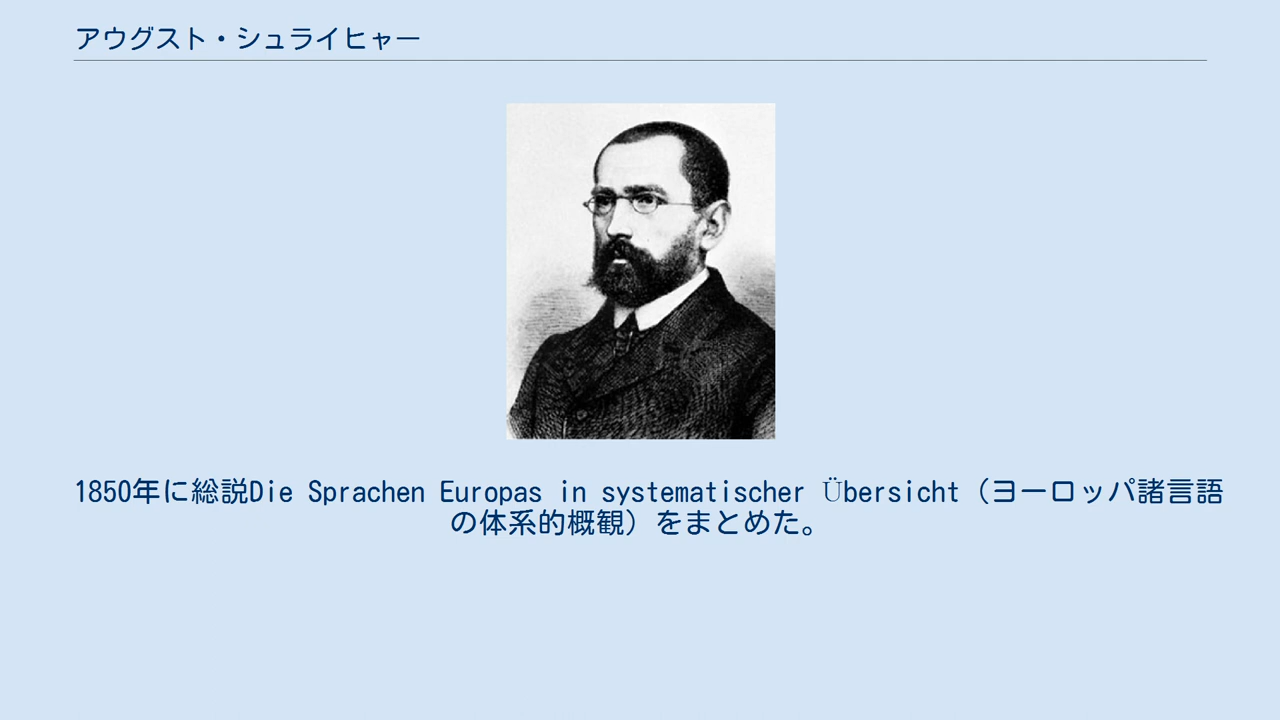 アウグスト・シュライヒャー
1850年に総説Die Sprachen Europas in systematischer Übersicht（ヨーロッパ諸言語
の体系的概観）をまとめた。